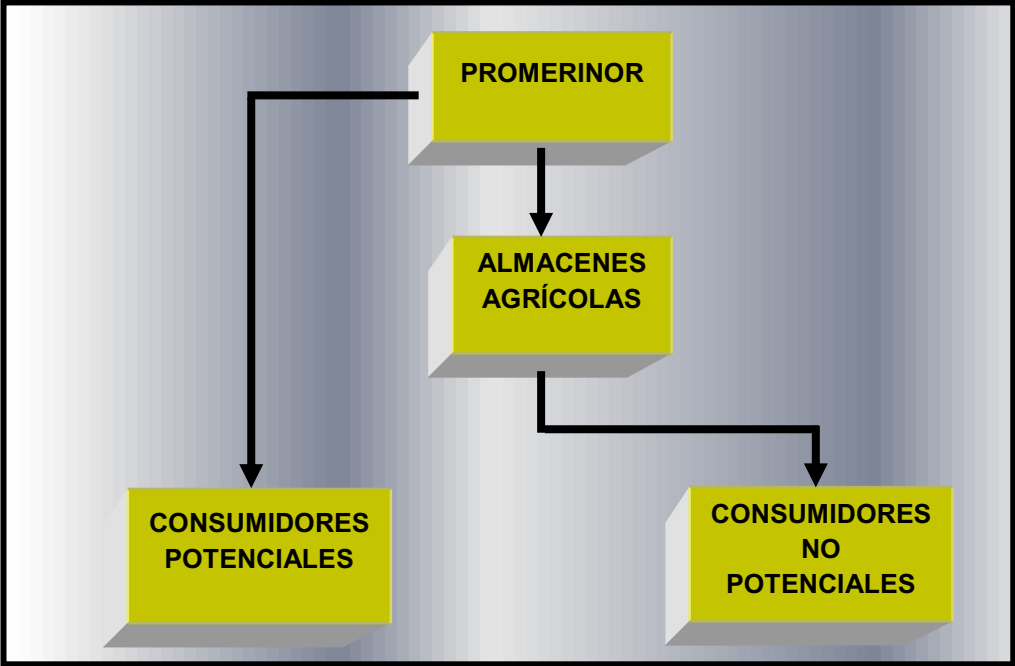 PROMERINOR
ALMACENES
AGRÍCOLAS
CONSUMIDORES
POTENCIALES
CONSUMIDORES
NO
POTENCIALES